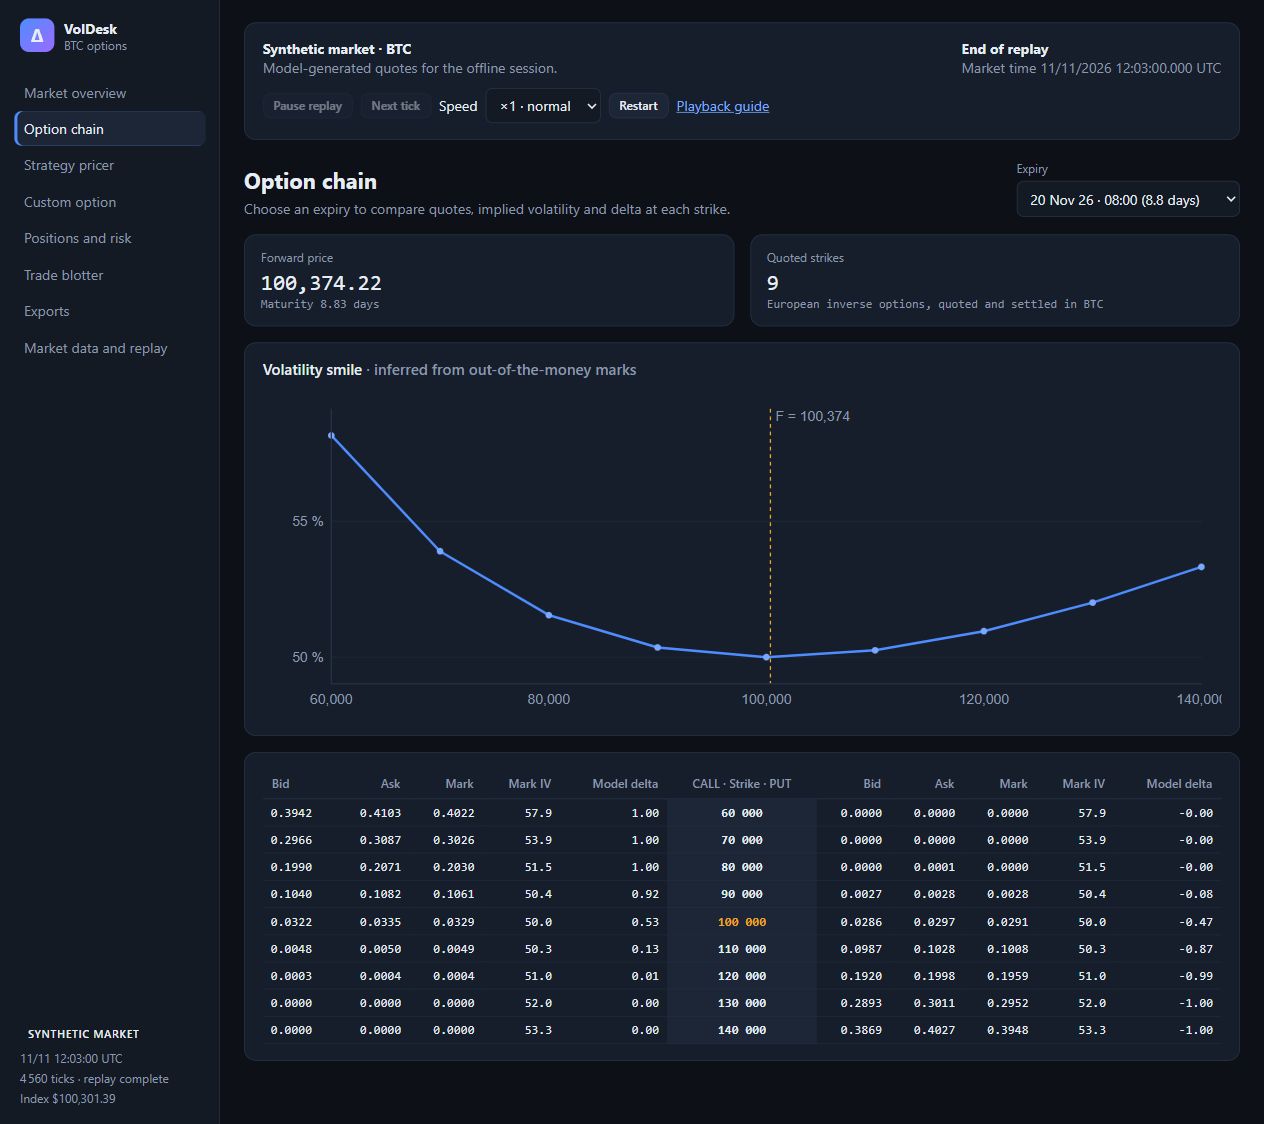 Δ
VolDesk
BTC options
Market overview
Option chain
Strategy pricer
Custom option
Positions and risk
Trade blotter
Exports
Market data and replay
SYNTHETIC MARKET
11/11 12:03:00 UTC
4 560 ticks · replay complete
Index $100,301.39
Synthetic market · BTC
Model-generated quotes for the offline session.
End of replay
Market time 11/11/2026 12:03:00.000 UTC
Pause replay Next tick Speed ×1 · normal Restart Playback guide
Option chain
Choose an expiry to compare quotes, implied volatility and delta at each strike.
Expiry
20 Nov 26 · 08:00 (8.8 days)
Forward price
100,374.22
Maturity 8.83 days
Quoted strikes
9
European inverse options, quoted and settled in BTC
Volatility smile · inferred from out-of-the-money marks
F = 100,374
55 %
50 %
60,000 80,000 100,000 120,000 140,000
Bid Ask Mark Mark IV Model delta CALL · Strike · PUT Bid Ask Mark Mark IV Model delta
0.3942 0.4103 0.4022 57.9 1.00 60 000 0.0000 0.0000 0.0000 57.9 -0.00
0.2966 0.3087 0.3026 53.9 1.00 70 000 0.0000 0.0000 0.0000 53.9 -0.00
0.1990 0.2071 0.2030 51.5 1.00 80 000 0.0000 0.0001 0.0000 51.5 -0.00
0.1040 0.1082 0.1061 50.4 0.92 90 000 0.0027 0.0028 0.0028 50.4 -0.08
0.0322 0.0335 0.0329 50.0 0.53 100 000 0.0286 0.0297 0.0291 50.0 -0.47
0.0048 0.0050 0.0049 50.3 0.13 110 000 0.0987 0.1028 0.1008 50.3 -0.87
0.0003 0.0004 0.0004 51.0 0.01 120 000 0.1920 0.1998 0.1959 51.0 -0.99
0.0000 0.0000 0.0000 52.0 0.00 130 000 0.2893 0.3011 0.2952 52.0 -1.00
0.0000 0.0000 0.0000 53.3 0.00 140 000 0.3869 0.4027 0.3948 53.3 -1.00